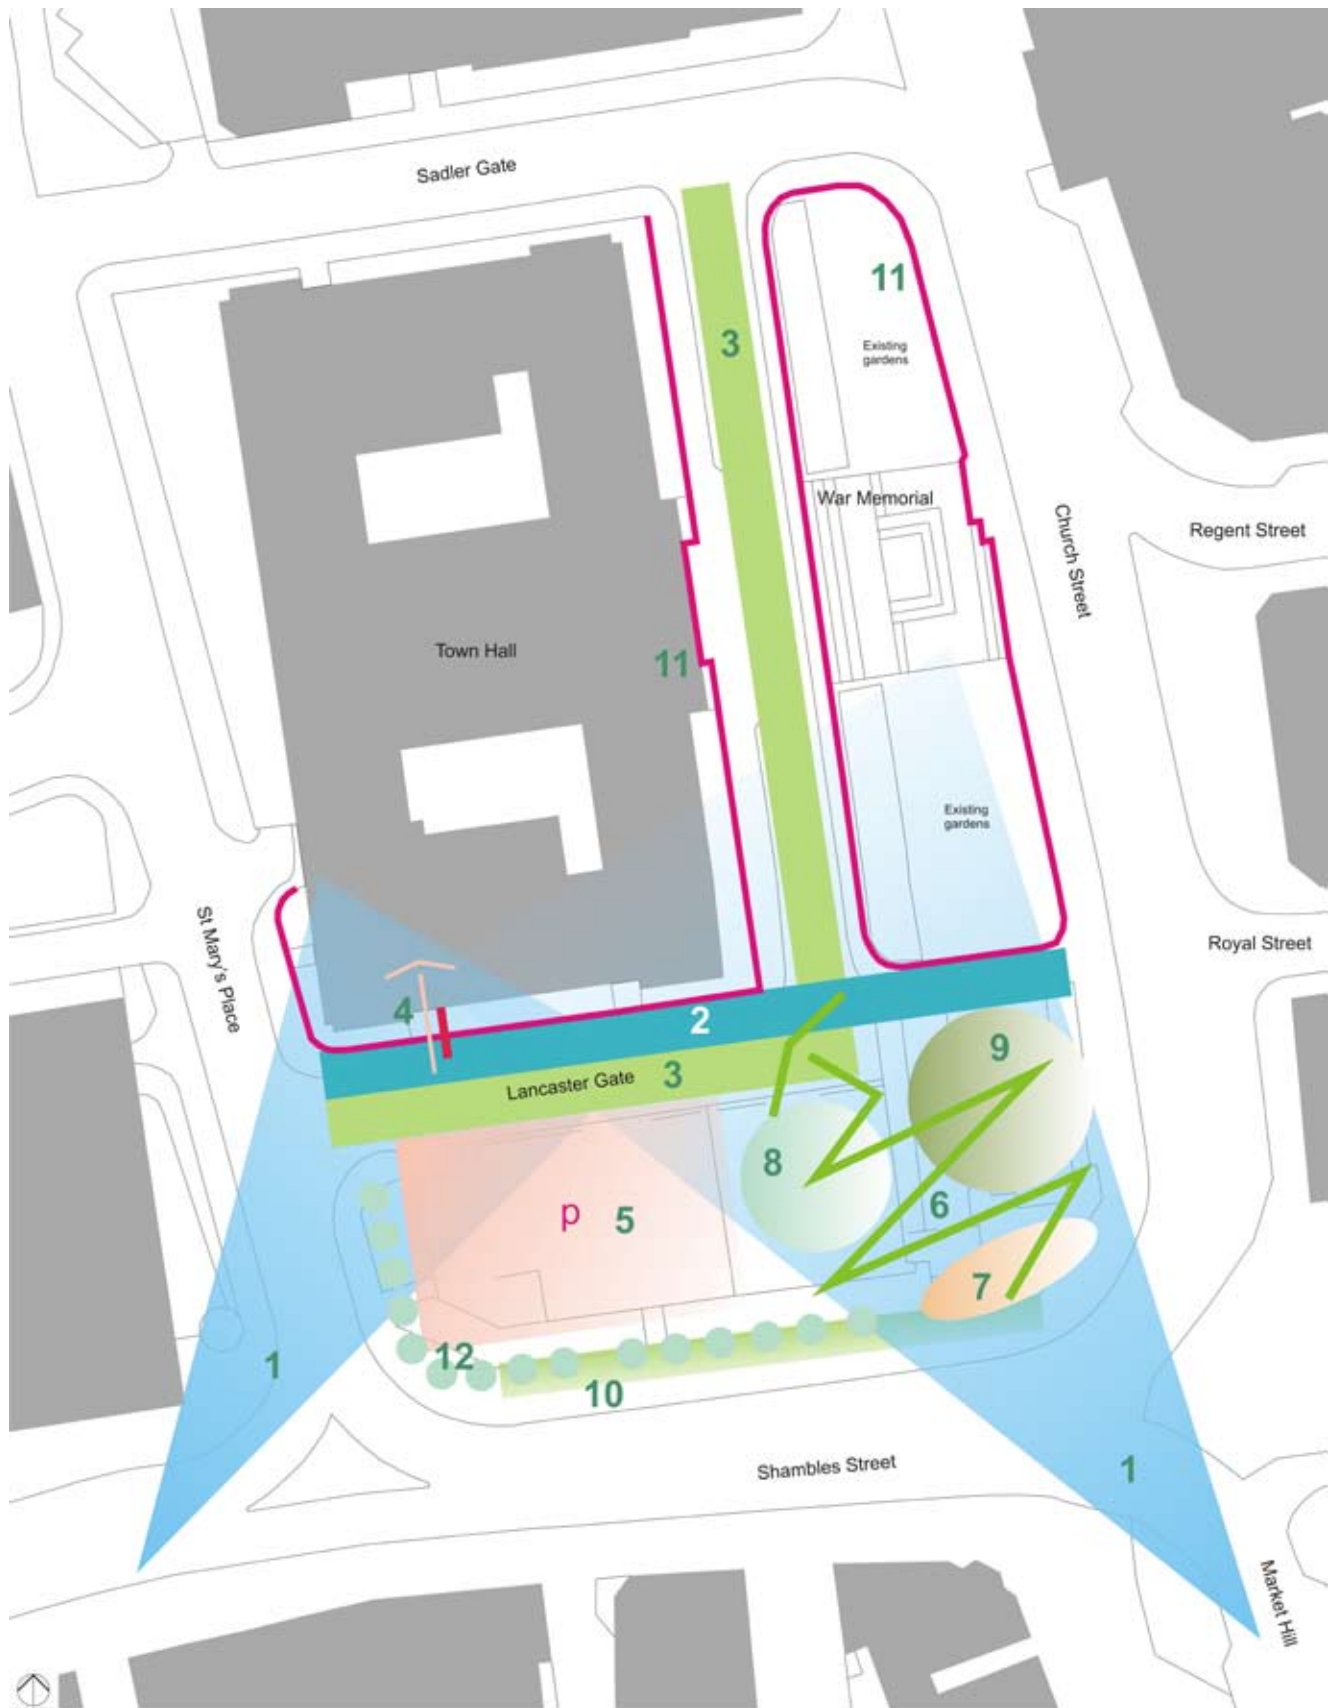 Sadler Gate
11
3
Existing
gardens
War Memorial
Church Street
Regent Street
Town Hall
11
Existing
gardens
St Mary's Place
Royal Street
4
2
9
Lancaster Gate
3
8
6
p
5
7
1
12
10
1
Shambles Street
Market Hill